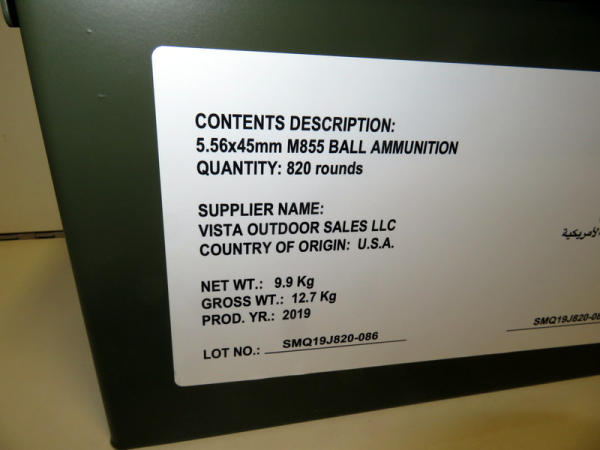 CONTENTS DESCRIPTION:
5.56x45mm M855 BALL AMMUNITION
QUANTITY: 820 rounds
SUPPLIER NAME:
VISTA OUTDOOR SALES LLC
COUNTRY OF ORIGIN: U.S.A.
NET WT.: 9.9 Kg
GROSS WT.: 12.7 Kg
PROD. YR.: 2019
LOT NO.: SMQ19J820-086